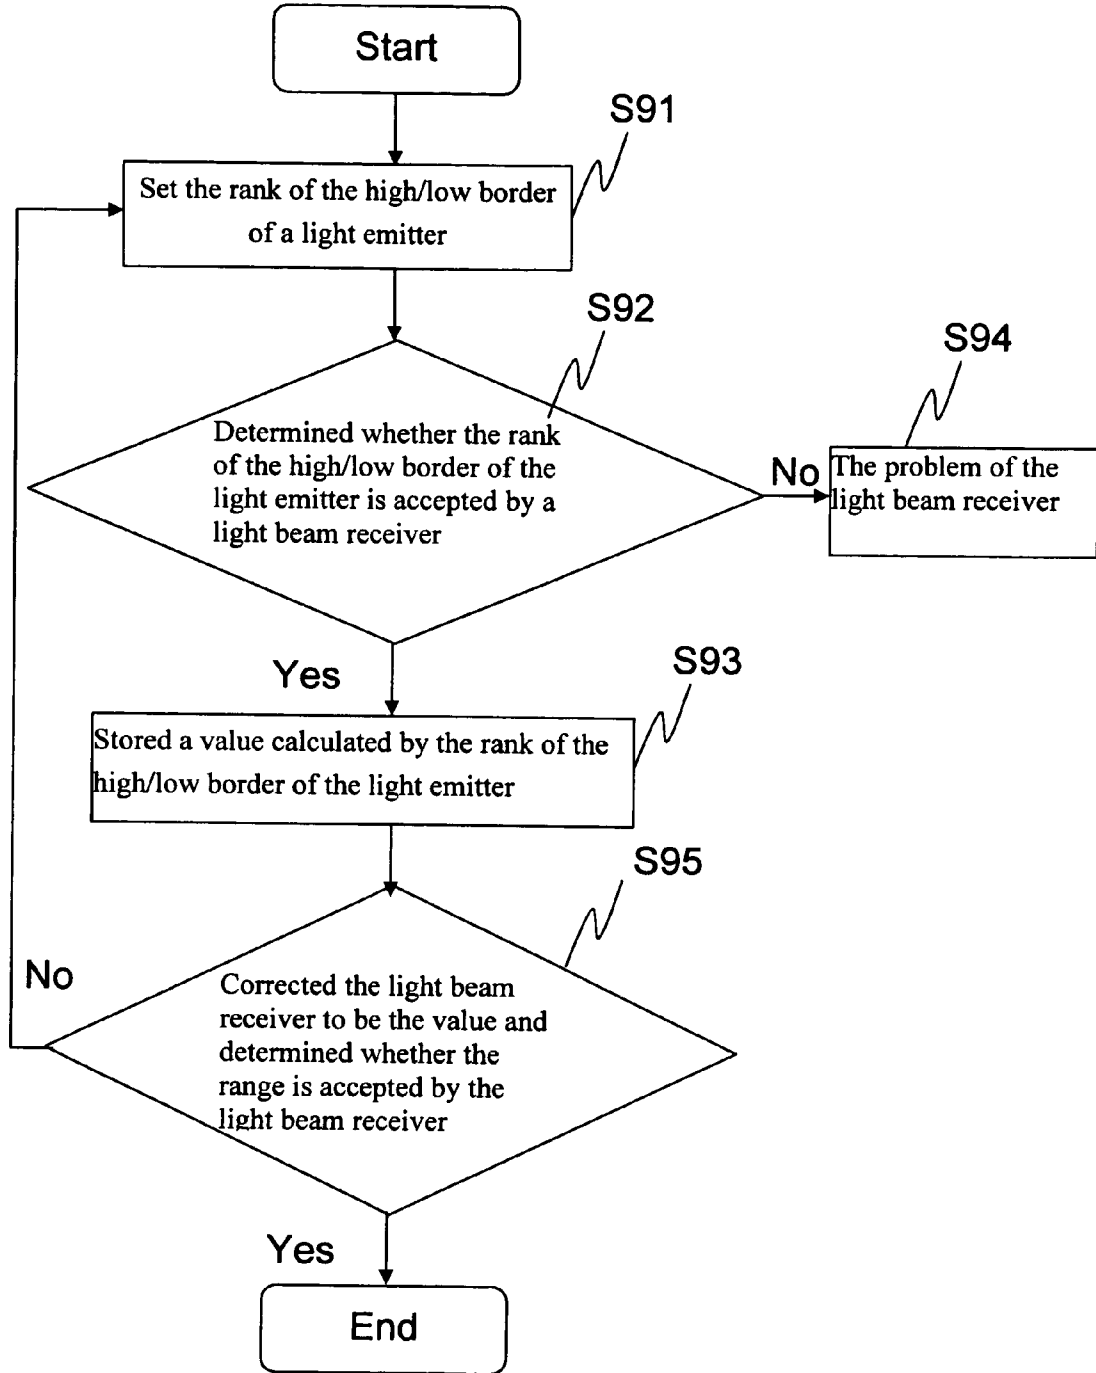 Start
S91
Set the rank of the high/low border
of a light emitter
S92
Determined whether the rank
of the high/low border of the
light emitter is accepted by a
light beam receiver
S94
No
The problem of the
light beam receiver
Yes
S93
Stored a value calculated by the rank of the
high/low border of the light emitter
S95
No
Corrected the light beam
receiver to be the value and
determined whether the
range is accepted by the
light beam receiver
Yes
End